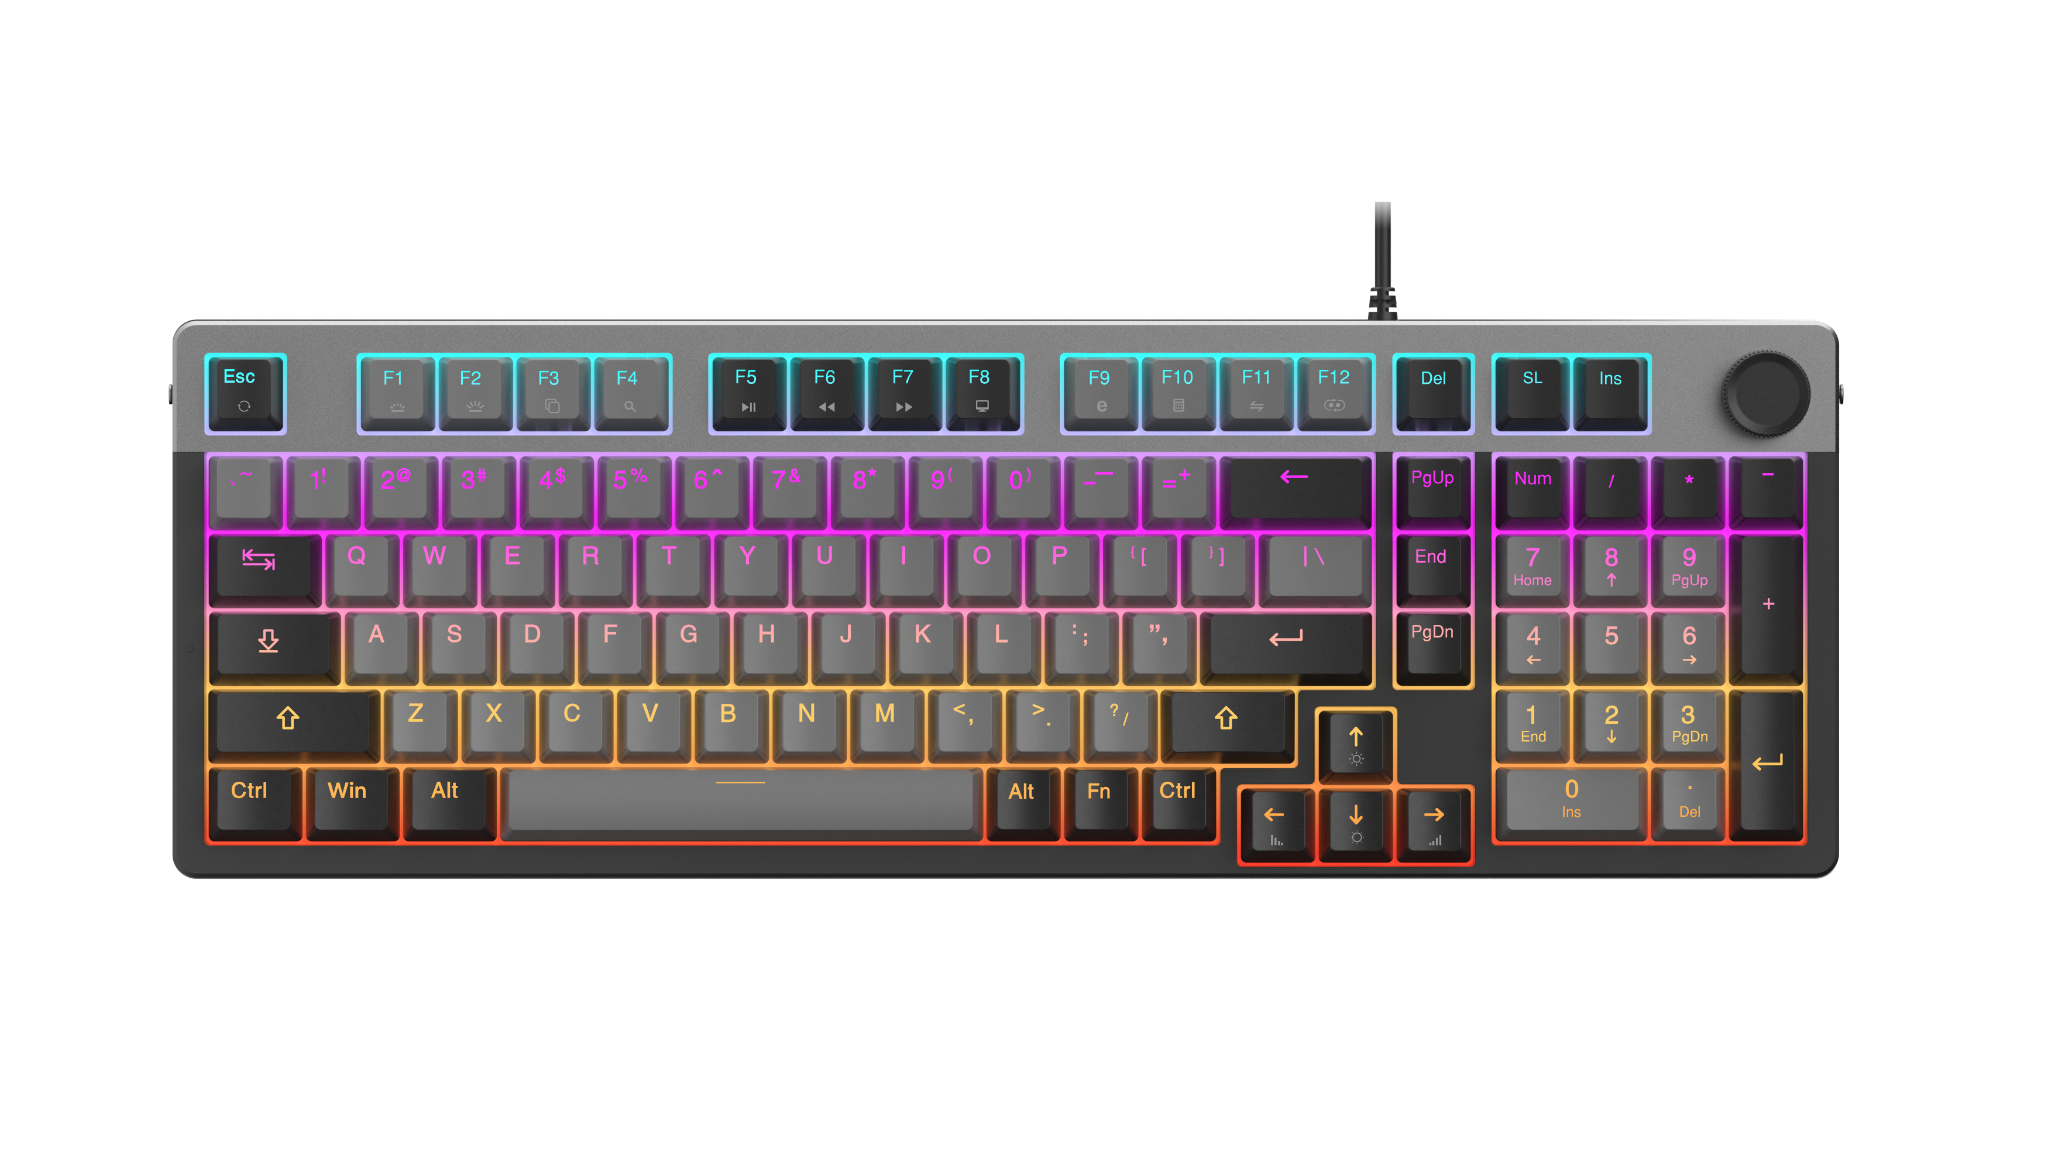 Esc F1 F2 F3 F4 F5 F6 F7 F8 F9 e F10 F11 F12 Del SL Ins
` ~ 1! 2@ 3# 4$ 5% 6^ 7& 8* 9( 0) -— =+ ← PgUp Num / * −
Q W E R T Y U I O P {[ }] |\ End 7 8 ↑ 9
Home PgUp
+
A S D F G H J K L :; ", PgDn 4 5 6
← →
Z X C V B N M <, >. ?/ ↑ 1 2 3
End ↓ PgDn
Ctrl Win Alt Alt Fn Ctrl ← ↓ → 0 .
Ins Del